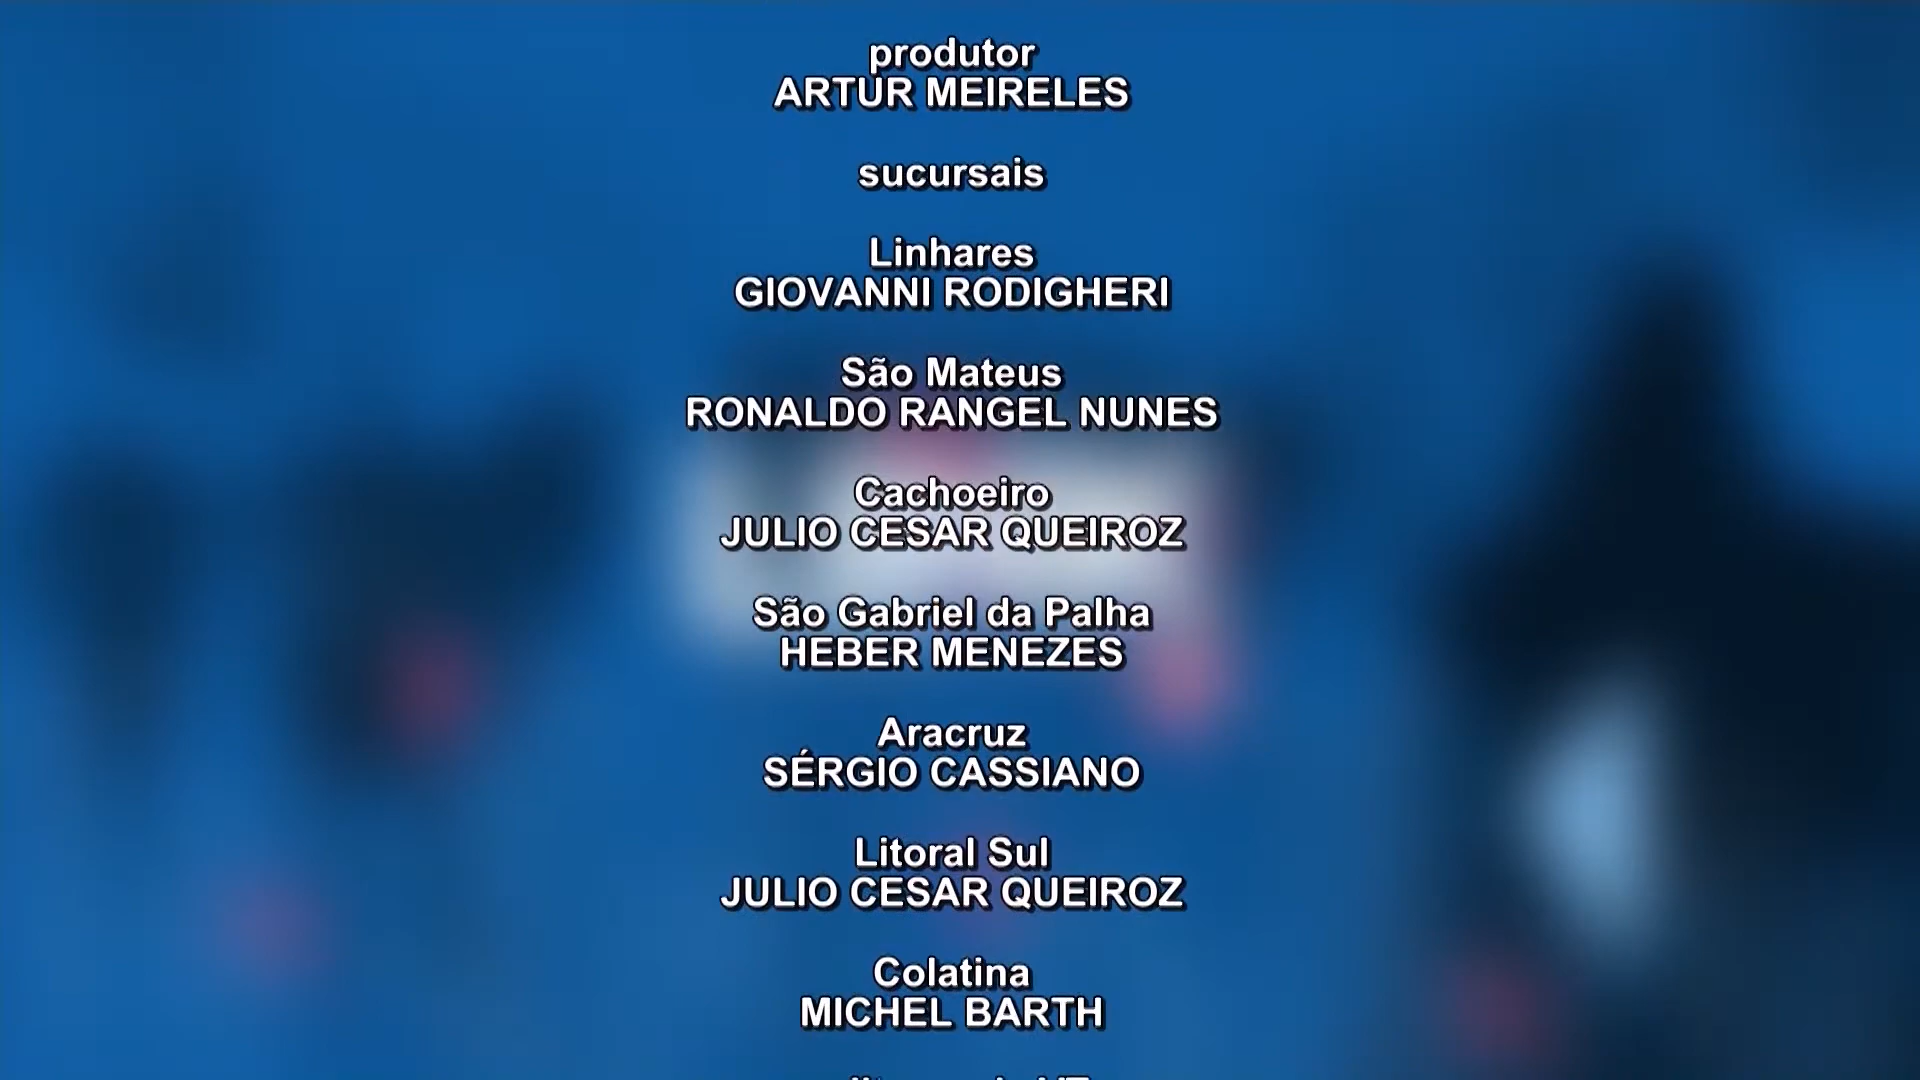 produtor
ARTUR MEIRELES
sucursais
Linhares
GIOVANNI RODIGHERI
São Mateus
RONALDO RANGEL NUNES
Cachoeiro
JULIO CESAR QUEIROZ
São Gabriel da Palha
HEBER MENEZES
Aracruz
SÉRGIO CASSIANO
Litoral Sul
JULIO CESAR QUEIROZ
Colatina
MICHEL BARTH